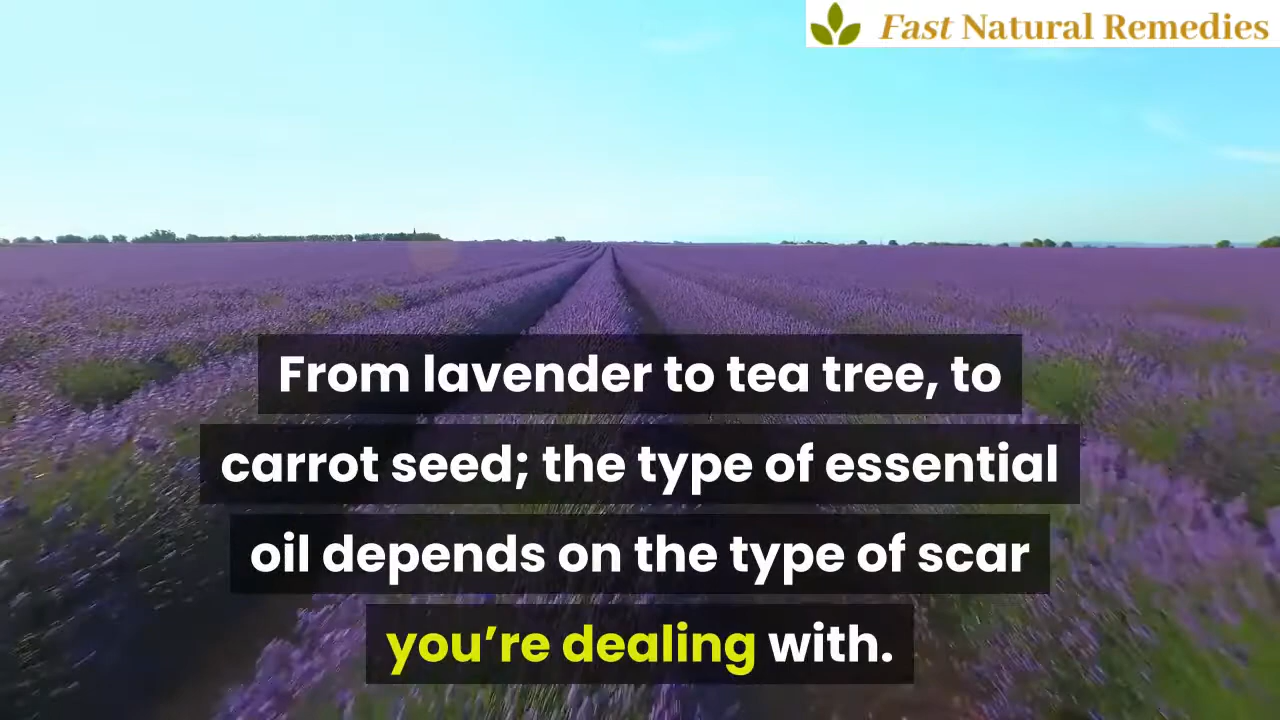 Fast Natural Remedies
From lavender to tea tree, to
carrot seed; the type of essential
oil depends on the type of scar
you’re dealing with.